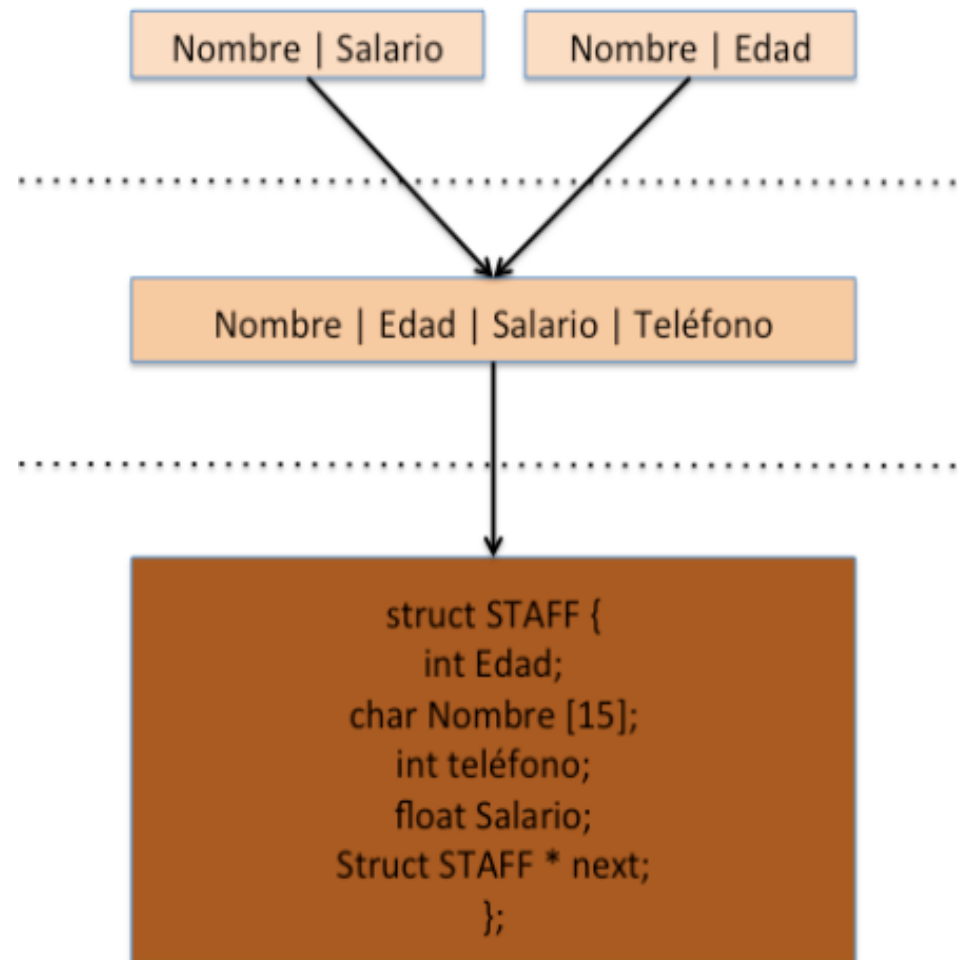 Nombre | Salario
Nombre | Edad
Nombre | Edad | Salario | Teléfono
struct STAFF {
int Edad;
char Nombre [15];
int teléfono;
float Salario;
Struct STAFF * next;
};